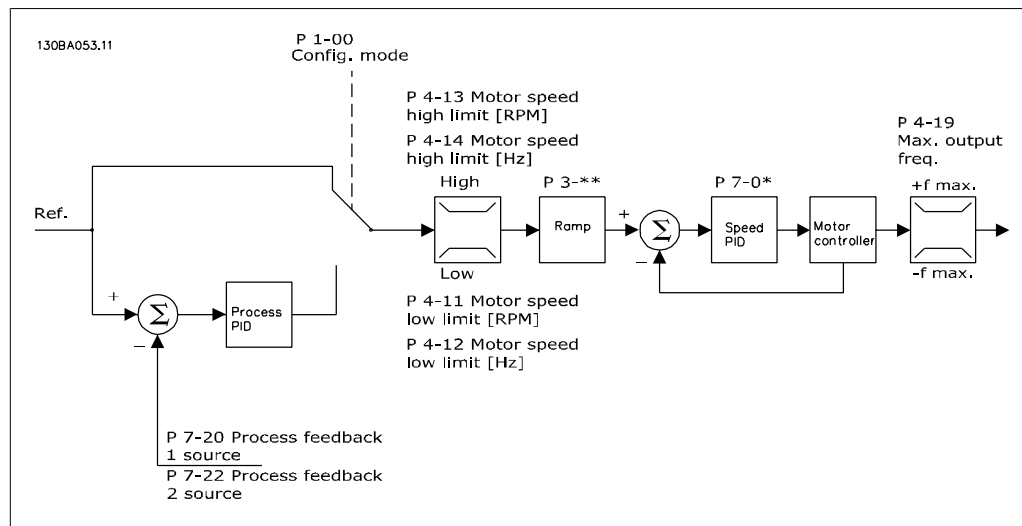 130BA053.11
P 1-00
Config. mode
P 4-13 Motor speed
high limit [RPM]
P 4-14 Motor speed
high limit [Hz]
P 4-19
Max. output
freq.
High
P 3-**
P 7-0*
+f max.
Ref.
+
Σ
Ramp
Speed
PID
Motor
controller
_
Low
-f max.
+
Σ
Process
PID
_
P 4-11 Motor speed
low limit [RPM]
P 4-12 Motor speed
low limit [Hz]
P 7-20 Process feedback
1 source
P 7-22 Process feedback
2 source